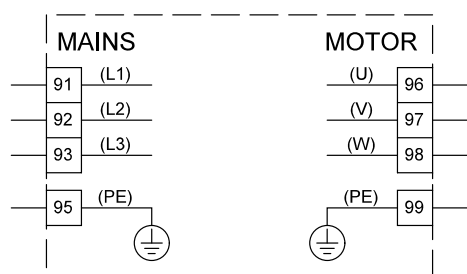 MAINS MOTOR
91 (L1) (U) 96
92 (L2) (V) 97
93 (L3) (W) 98
95 (PE) (PE) 99